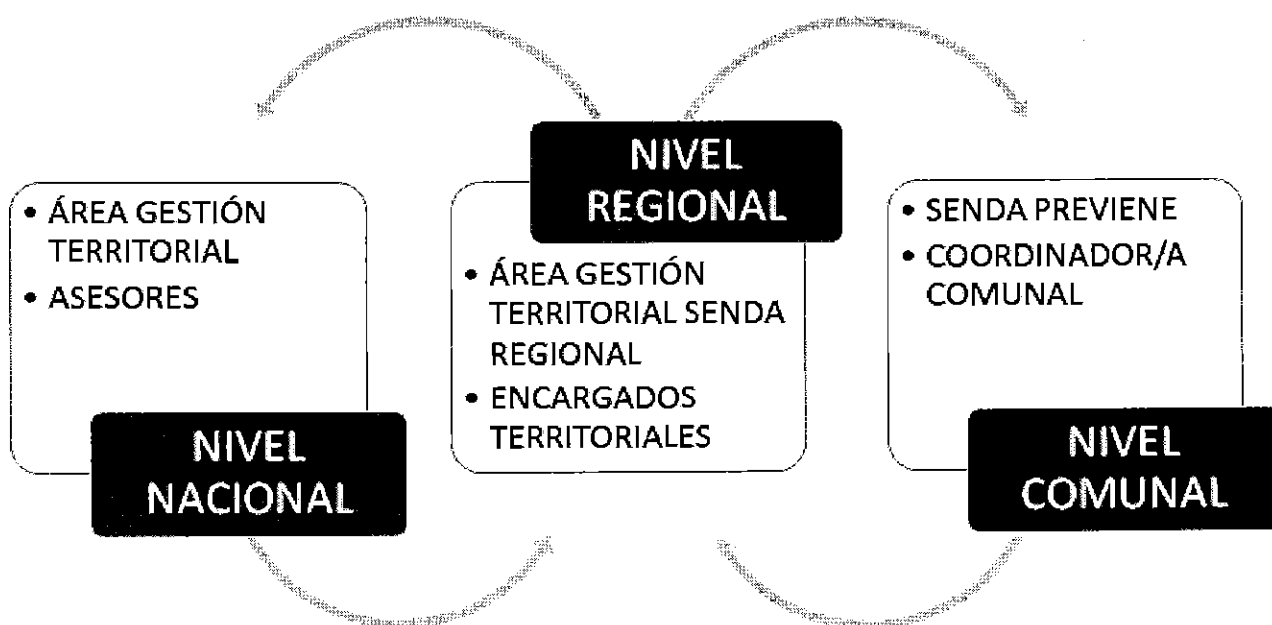 • ÁREA GESTIÓN
TERRITORIAL
• ASESORES
NIVEL
NACIONAL
NIVEL
REGIONAL
• ÁREA GESTIÓN
TERRITORIAL SENDA
REGIONAL
• ENCARGADOS
TERRITORIALES
• SENDA PREVIENE
• COORDINADOR/A
COMUNAL
NIVEL
COMUNAL